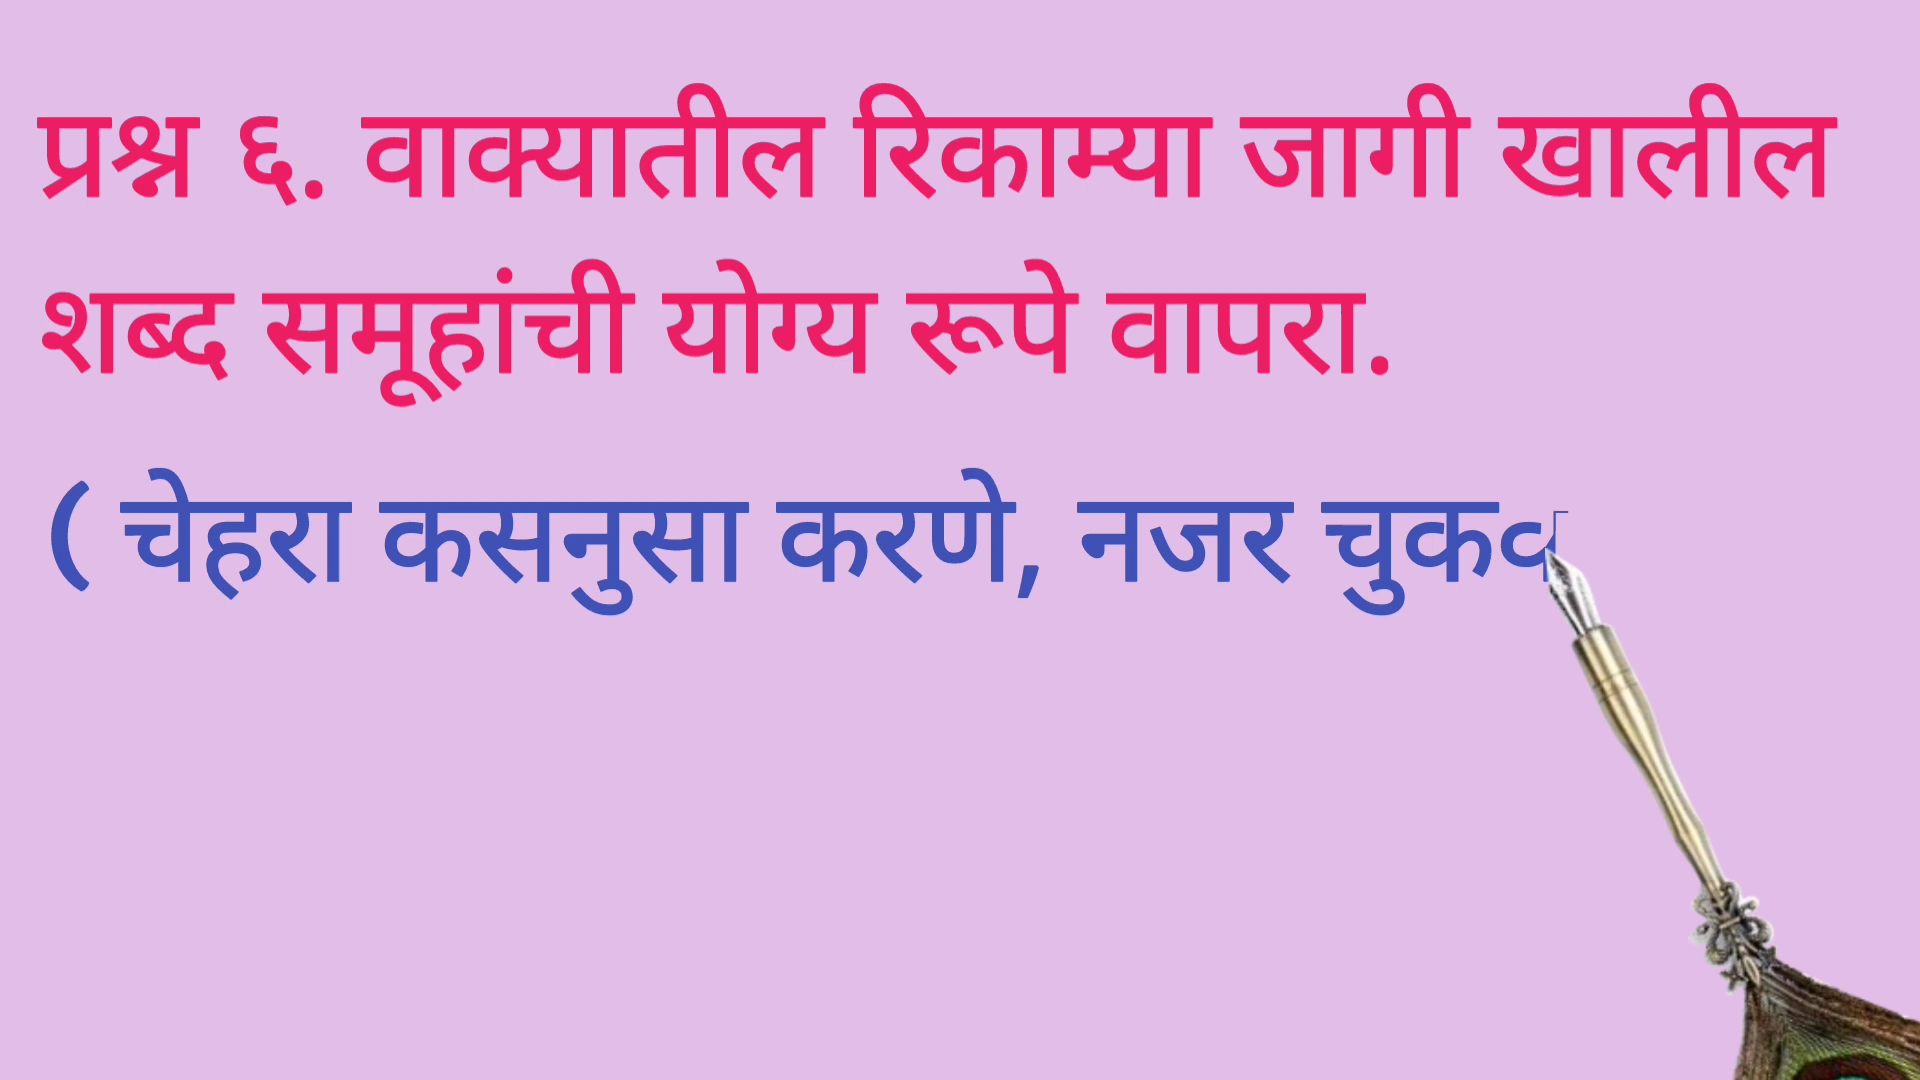 प्रश्न ६. वाक्यातील रिकाम्या जागी खालील
शब्द समूहांची योग्य रूपे वापरा.
( चेहरा कसनुसा करणे, नजर